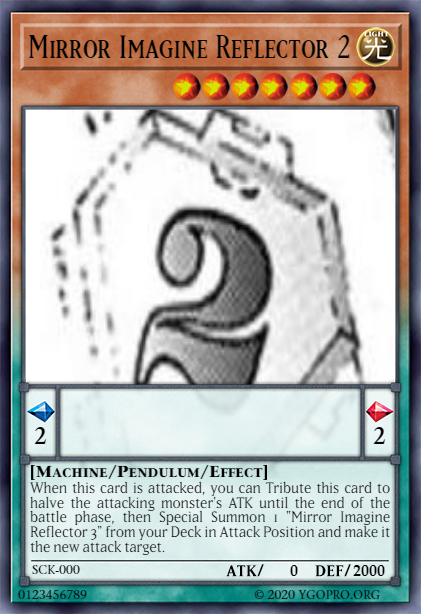 Mirror Imagine Reflector 2
LIGHT
光
2
2 2
[Machine/Pendulum/Effect]
When this card is attacked, you can Tribute this card to
halve the attacking monster's ATK until the end of the
battle phase, then Special Summon 1 "Mirror Imagine
Reflector 3" from your Deck in Attack Position and make it
the new attack target.
SCK-000 ATK/ 0 DEF/2000
0123456789 © 2020 YGOPRO.ORG